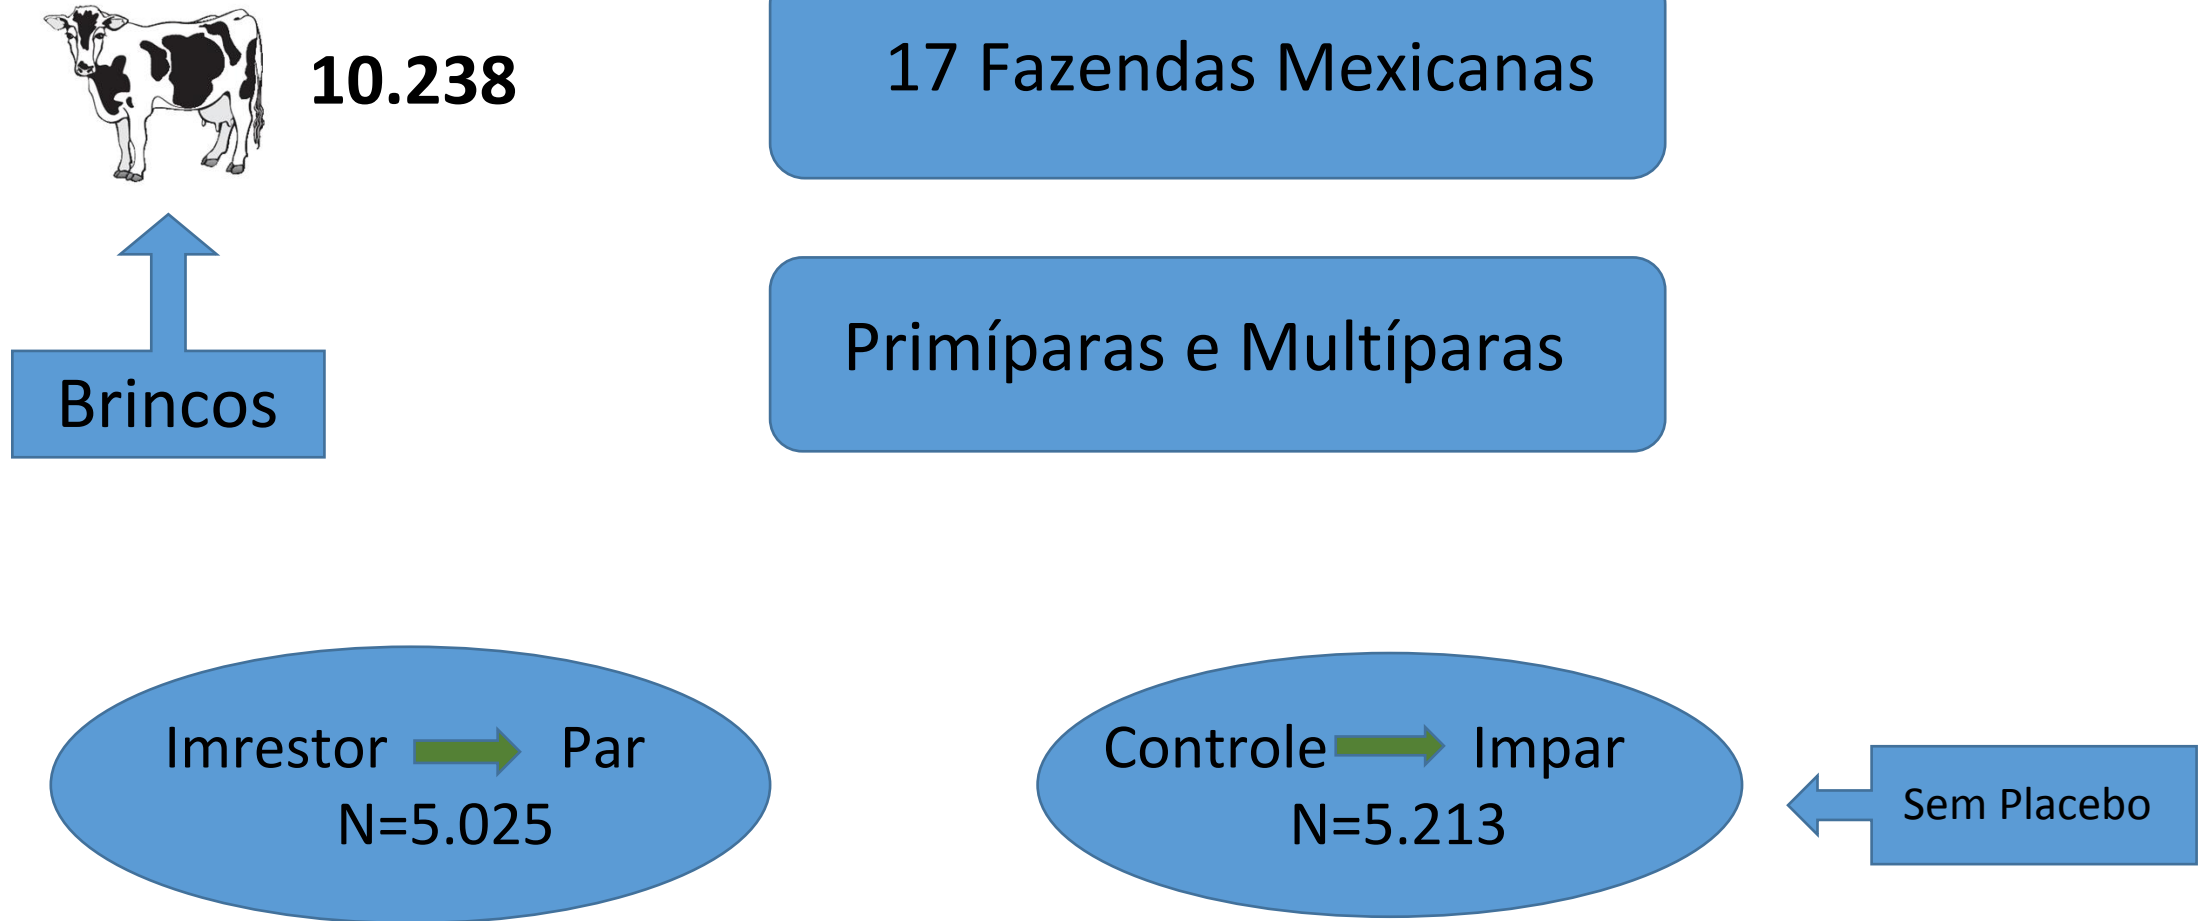 10.238
17 Fazendas Mexicanas
Primíparas e Multíparas
Brincos
Imrestor Par
N=5.025
Controle Impar
N=5.213
Sem Placebo